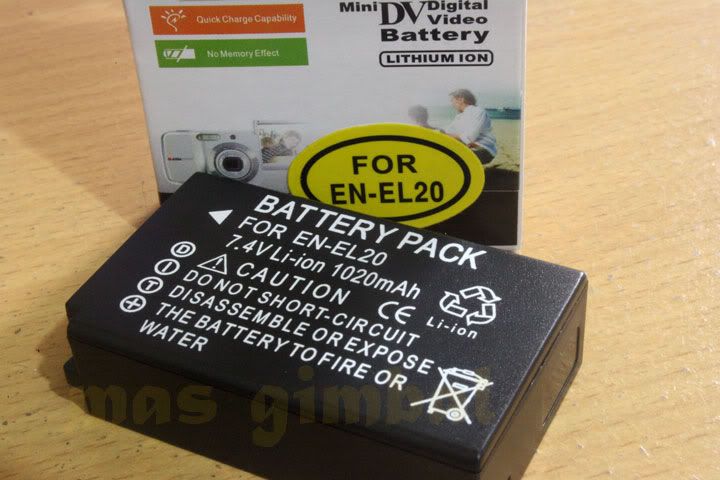 Quick Charge Capability
No Memory Effect
Mini DV Digital Video
Battery
LITHIUM ION
FOR
EN-EL20
BATTERY PACK
FOR EN-EL20
7.4V Li-ion 1020mAh
CAUTION
DO NOT SHORT-CIRCUIT
DISASSEMBLE OR EXPOSE
THE BATTERY TO FIRE OR
WATER
D
I
T
CE
Li-ion
mas gimbal